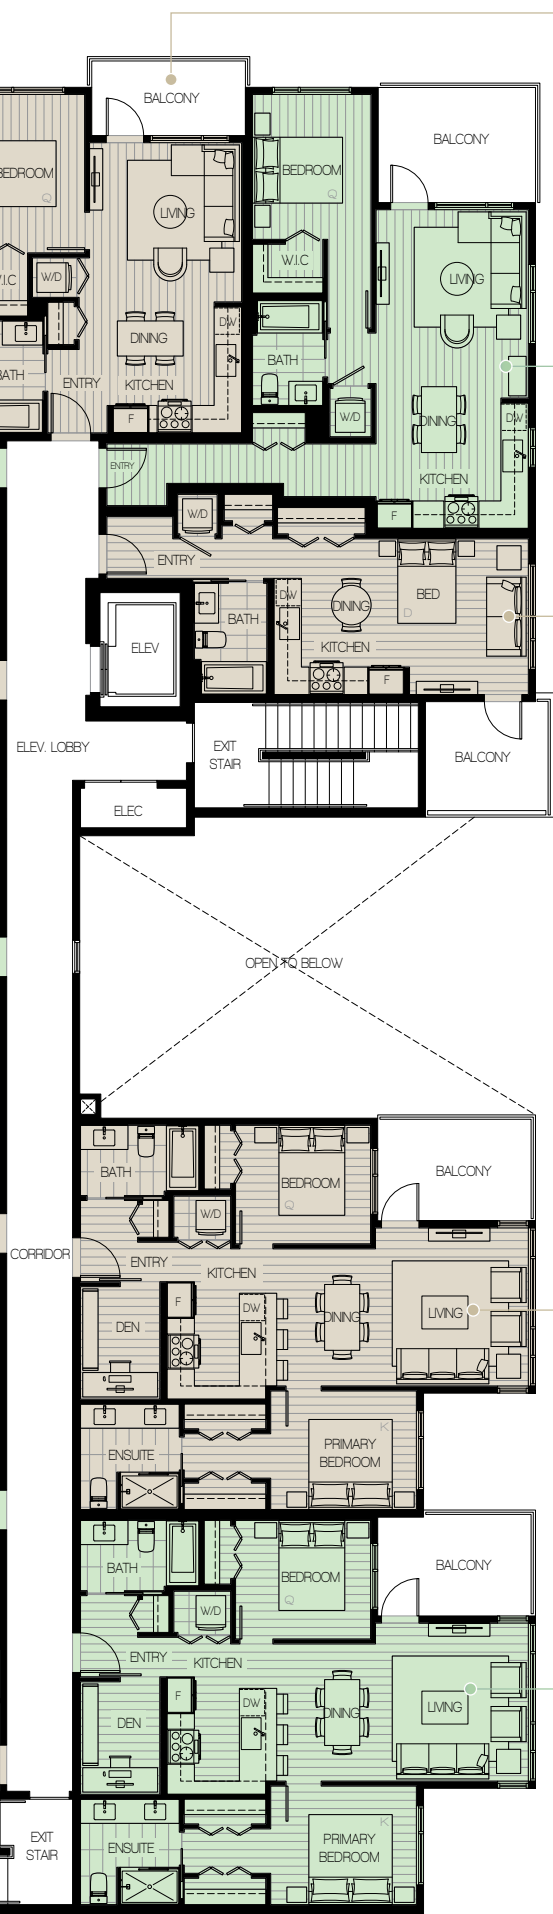 BALCONY
BALCONY
BEDROOM
Q
BEDROOM
Q
LIVING
W.I.C
LIVING
W/D
DW
DINING
BATH
ENTRY
KITCHEN
W/D
DINING
DW
F
ENTRY
KITCHEN
F
W/D
ENTRY
BED
D
DW
DINING
BATH
KITCHEN
ELEV
F
ELEV. LOBBY
EXIT
STAIR
BALCONY
ELEC
OPEN TO BELOW
BATH
BEDROOM
Q
BALCONY
W/D
CORRIDOR
ENTRY
KITCHEN
F
DW
DINING
LIVING
DEN
K
PRIMARY
BEDROOM
ENSUITE
BATH
BEDROOM
Q
BALCONY
W/D
ENTRY
KITCHEN
F
DW
DINING
LIVING
DEN
K
EXIT
STAIR
ENSUITE
PRIMARY
BEDROOM